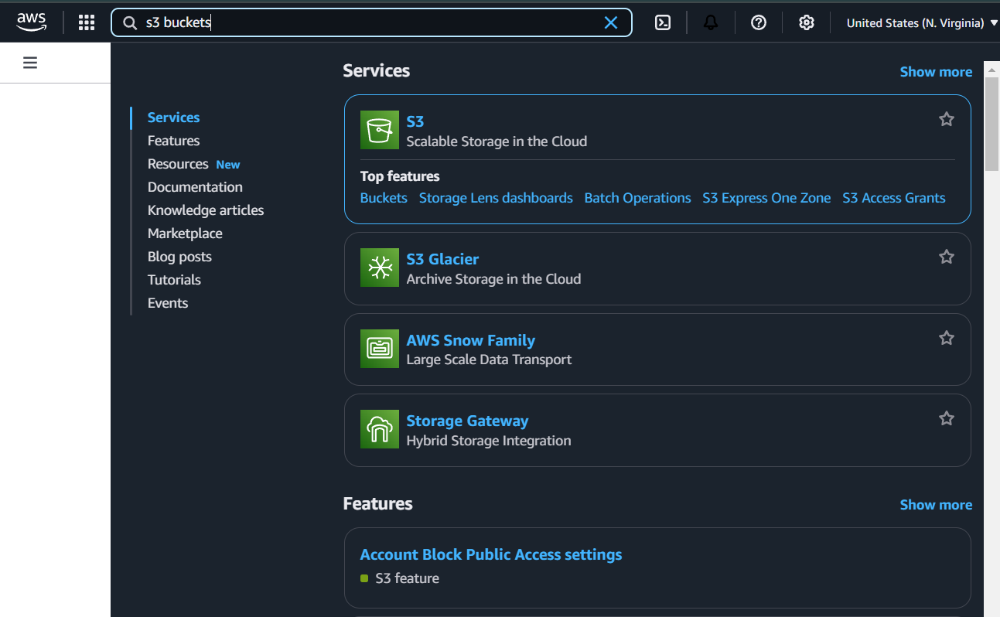 aws
s3 buckets
United States (N. Virginia)
Services
Features
Resources New
Documentation
Knowledge articles
Marketplace
Blog posts
Tutorials
Events
Services
Show more
S3
Scalable Storage in the Cloud
Top features
Buckets Storage Lens dashboards Batch Operations S3 Express One Zone S3 Access Grants
S3 Glacier
Archive Storage in the Cloud
AWS Snow Family
Large Scale Data Transport
Storage Gateway
Hybrid Storage Integration
Features
Show more
Account Block Public Access settings
S3 feature